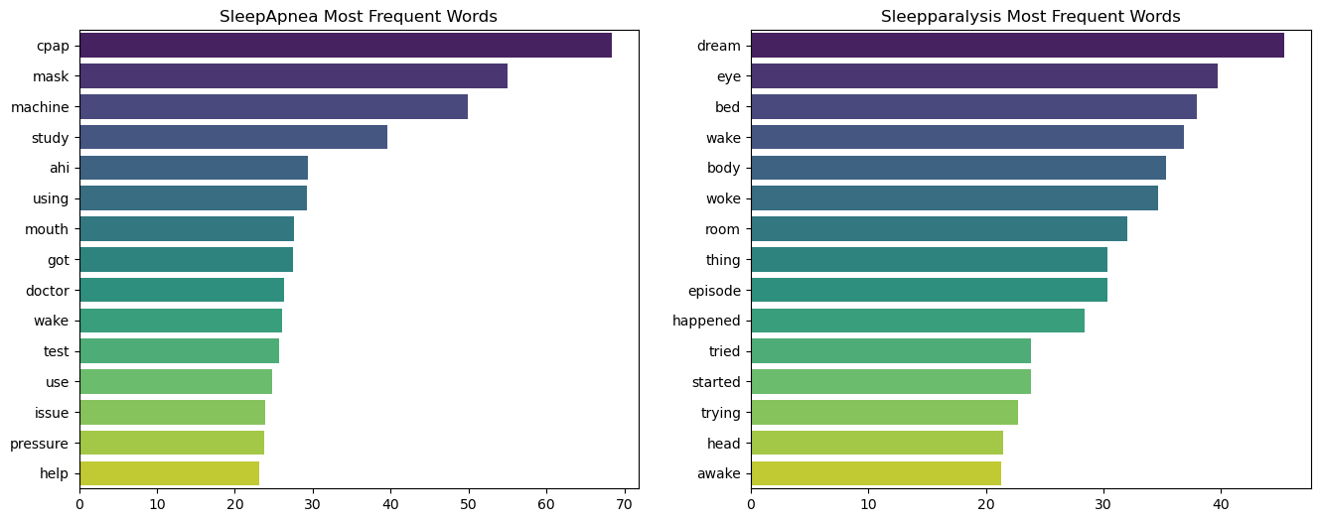 SleepApnea Most Frequent Words
cpap
mask
machine
study
ahi
using
mouth
got
doctor
wake
test
use
issue
pressure
help
0 10 20 30 40 50 60 70
Sleepparalysis Most Frequent Words
dream
eye
bed
wake
body
woke
room
thing
episode
happened
tried
started
trying
head
awake
0 10 20 30 40